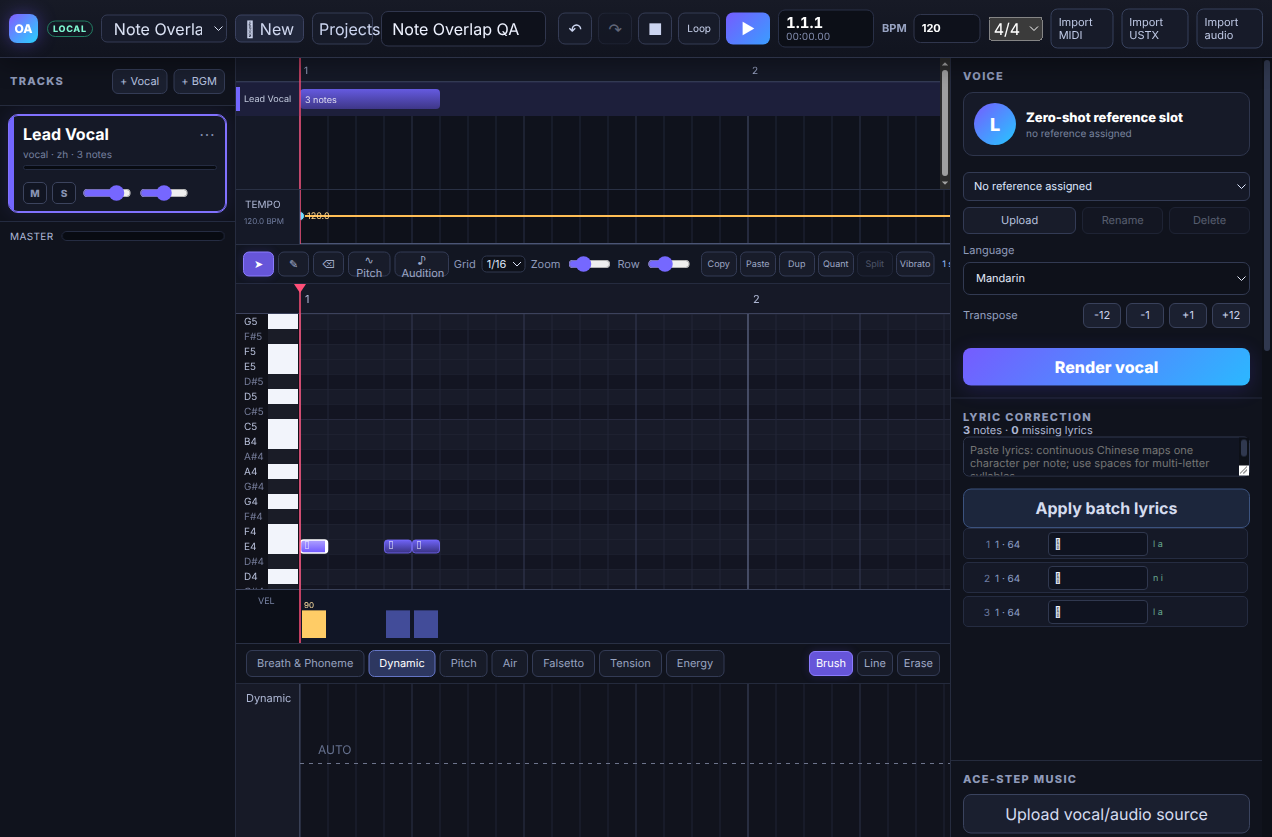 OA
LOCAL
Note Overla
New
Projects
Note Overlap QA
Loop
1.1.1
00:00.00
BPM
120
4/4
Import MIDI
Import USTX
Import audio
TRACKS
+ Vocal
+ BGM
Lead Vocal
vocal · zh · 3 notes
M
S
MASTER
1
2
Lead Vocal
3 notes
TEMPO
120.0 BPM
120.0
Pitch
Audition
Grid
1/16
Zoom
Row
Copy
Paste
Dup
Quant
Split
Vibrato
1
2
G5
F#5
F5
E5
D#5
D5
C#5
C5
B4
A#4
A4
G#4
G4
F#4
F4
E4
D#4
D4
VEL
90
Breath & Phoneme
Dynamic
Pitch
Air
Falsetto
Tension
Energy
Brush
Line
Erase
Dynamic
AUTO
VOICE
L
Zero-shot reference slot
no reference assigned
No reference assigned
Upload
Rename
Delete
Language
Mandarin
Transpose
-12
-1
+1
+12
Render vocal
LYRIC CORRECTION
3 notes · 0 missing lyrics
Paste lyrics: continuous Chinese maps one
character per note; use spaces for multi-letter
Apply batch lyrics
1 1 · 64
la
2 1 · 64
ni
3 1 · 64
la
ACE-STEP MUSIC
Upload vocal/audio source